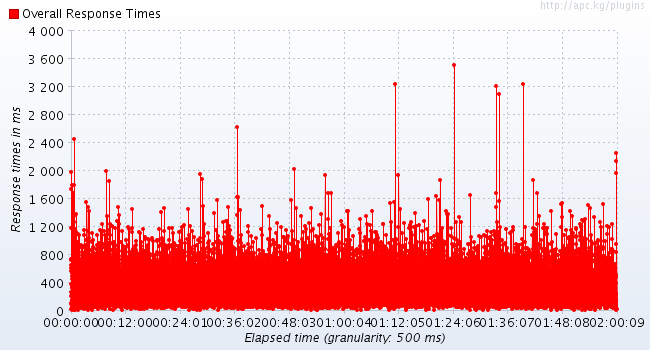 http://apc.kg/plugins
Overall Response Times
4 000
3 600
3 200
2 800
2 400
2 000
1 600
1 200
800
400
0
Response times in ms
00:00:00 00:12:00 00:24:01 00:36:02 00:48:03 01:00:04 01:12:05 01:24:06 01:36:07 01:48:08 02:00:09
Elapsed time (granularity: 500 ms)